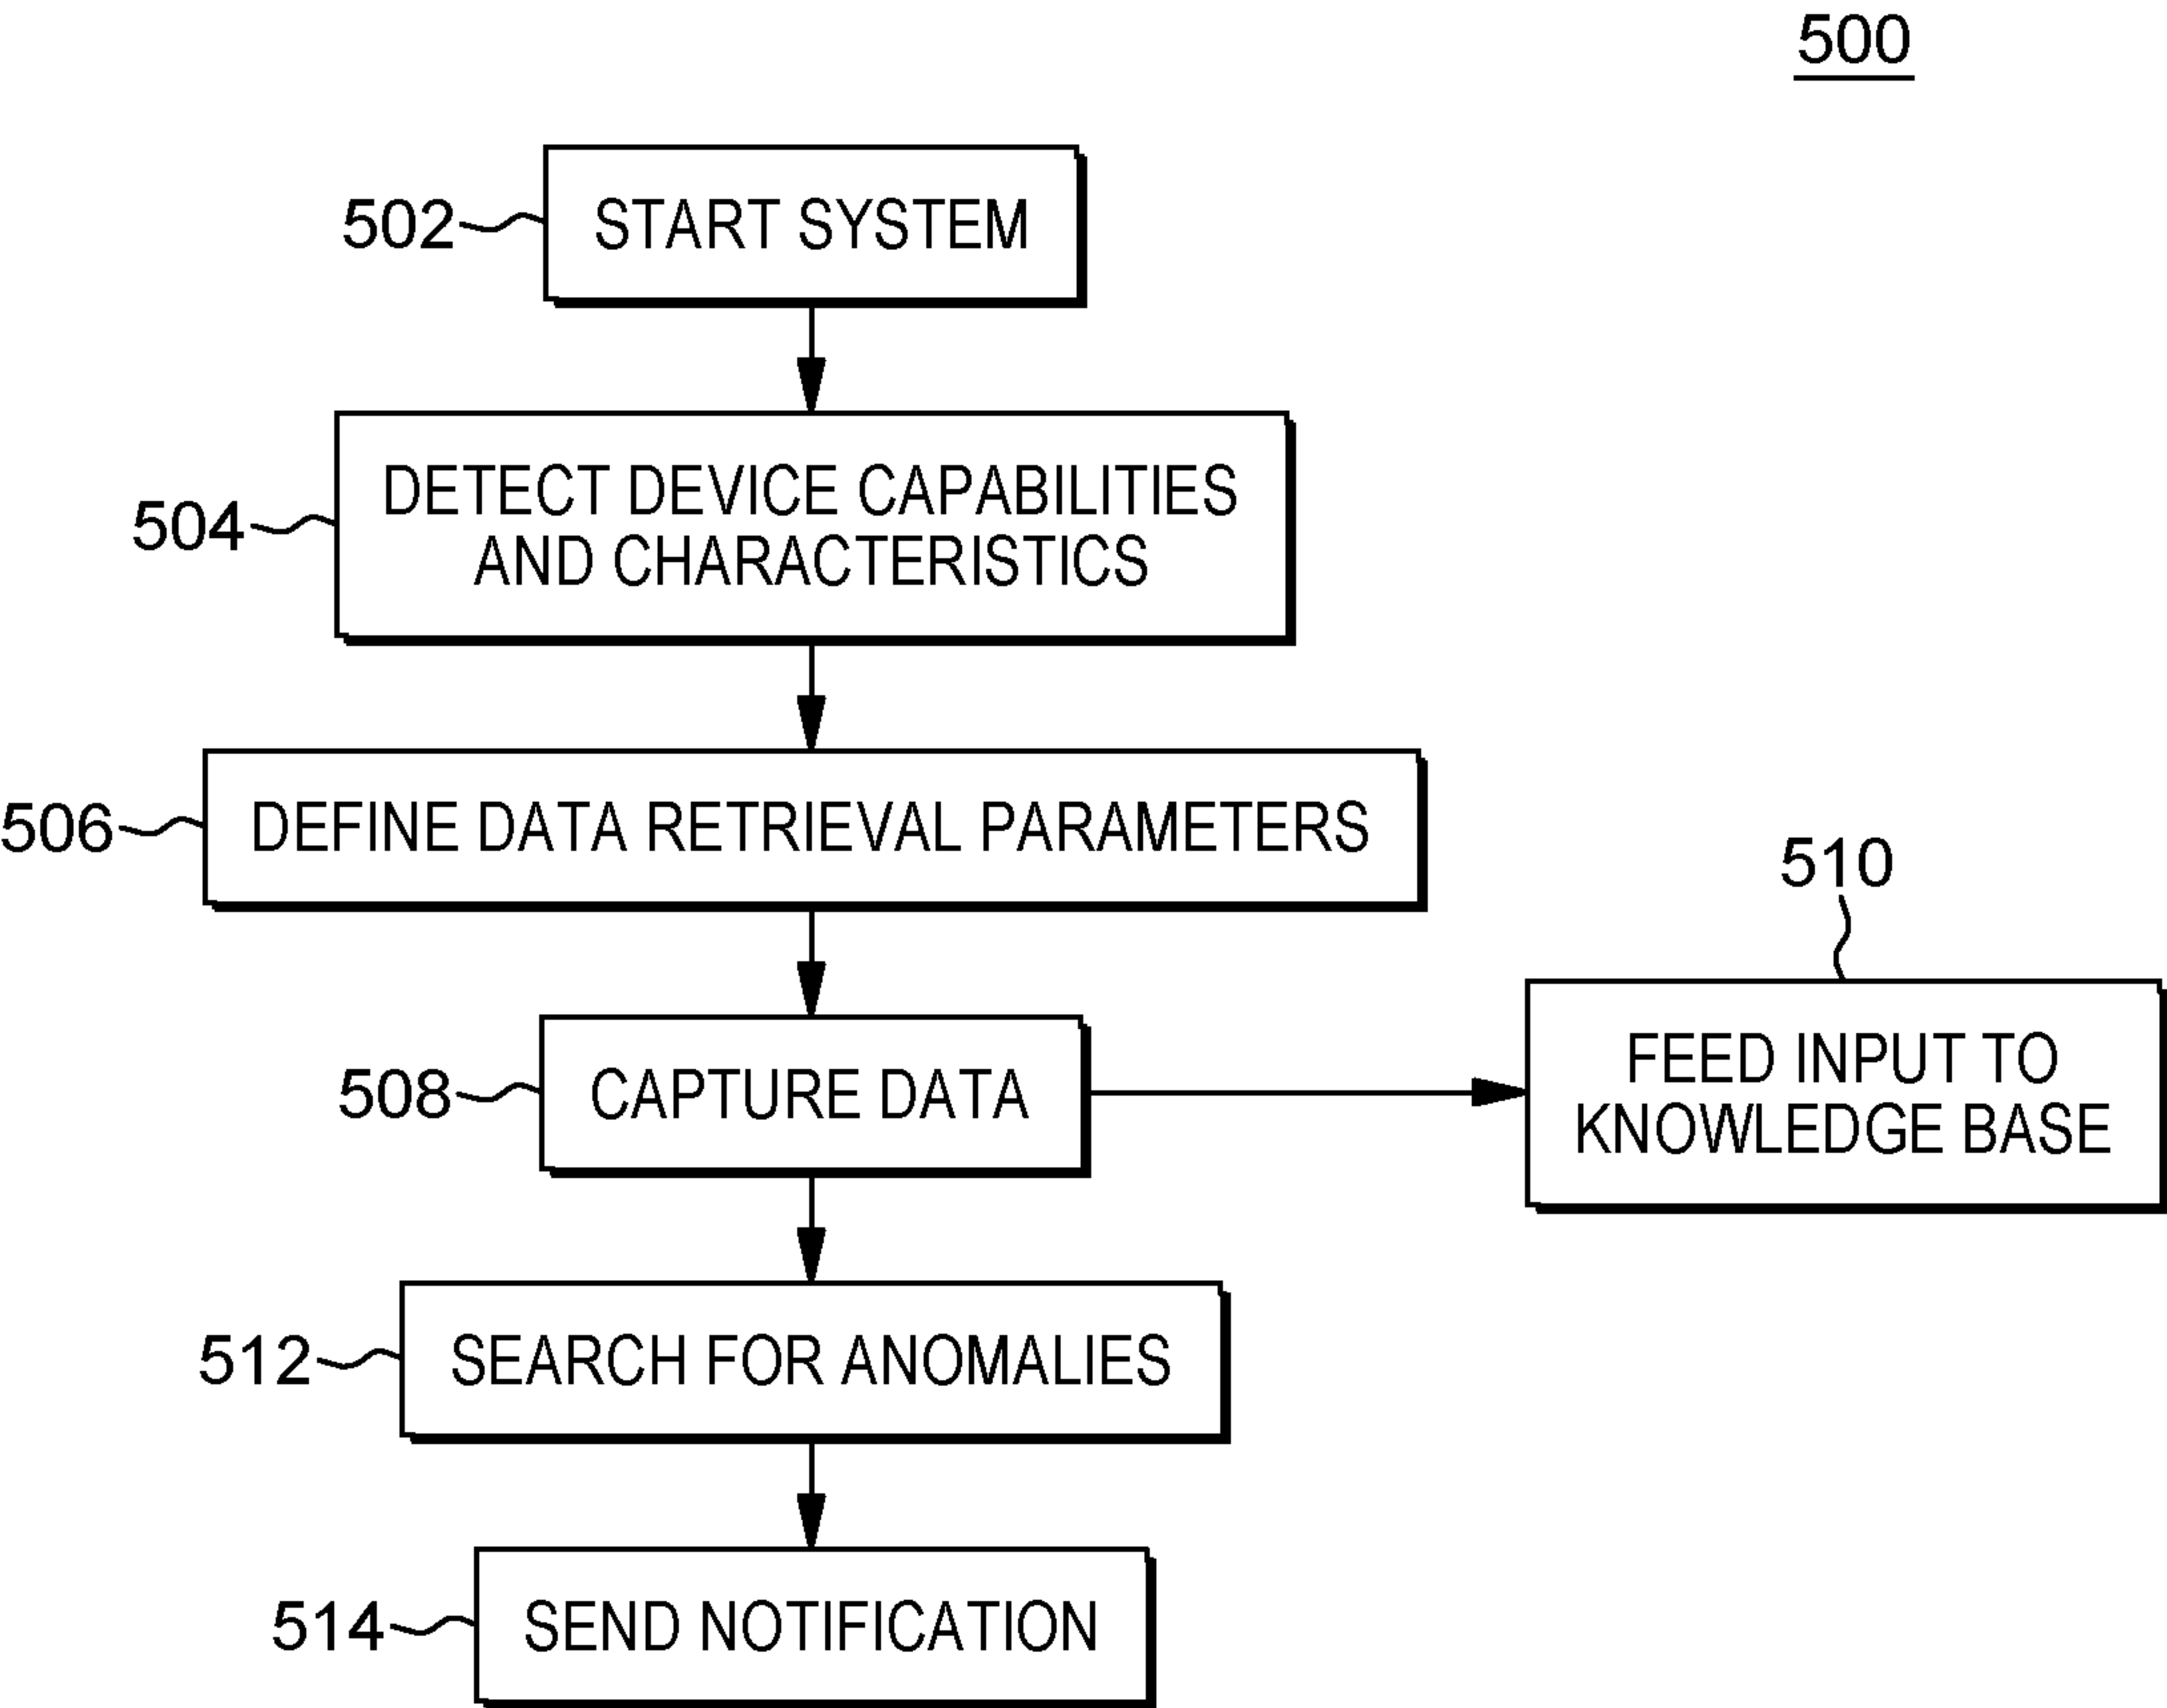 500
502
START SYSTEM
504
DETECT DEVICE CAPABILITIES
AND CHARACTERISTICS
506
DEFINE DATA RETRIEVAL PARAMETERS
508
CAPTURE DATA
510
FEED INPUT TO
KNOWLEDGE BASE
512
SEARCH FOR ANOMALIES
514
SEND NOTIFICATION